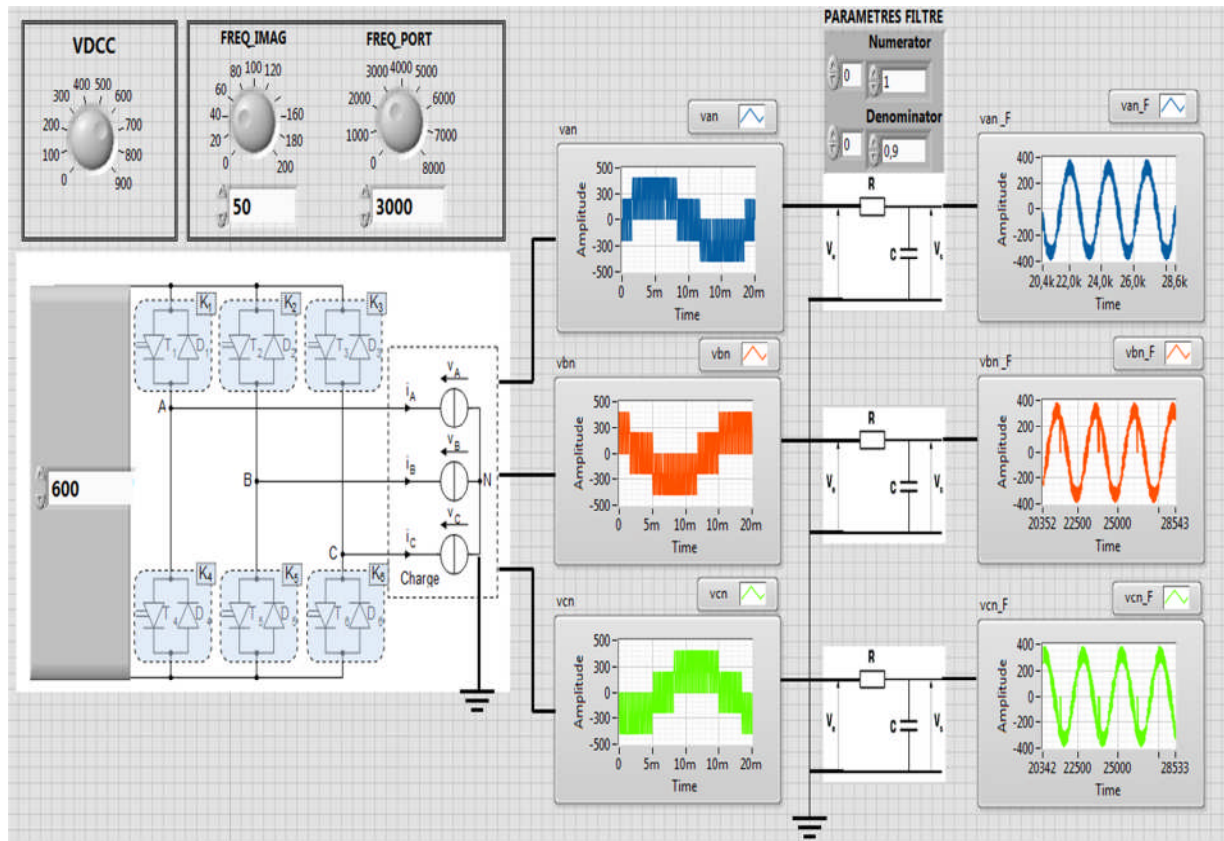 VDCC
0
100
200
300
400
500
600
700
800
900
FREQ_IMAG
0
20
40
60
80
100
120
160
180
200
50
FREQ_PORT
0
1000
2000
3000
4000
5000
6000
7000
8000
3000
PARAMETRES FILTRE
Numerator
0
1
Denominator
0
0,9
600
K1
T1
D1
K2
T2
D2
K3
T3
A
B
C
iA
vA
iB
vB
iC
vC
N
Charge
K4
T4
D4
K5
T5
D5
K6
T6
D6
van
van
Amplitude
500
300
0
-300
-500
0
5m
10m
10m
20m
Time
R
C
van_F
van_F
Amplitude
400
200
0
-200
-400
20,4k
22,0k
24,0k
26,0k
28,6k
Time
vbn
vbn
Amplitude
500
300
0
-300
-500
0
5m
10m
10m
20m
Time
R
C
vbn_F
vbn_F
Amplitude
400
200
0
-200
-400
20352
22500
25000
28543
Time
vcn
vcn
Amplitude
500
300
0
-300
-500
0
5m
10m
10m
20m
Time
R
C
vcn_F
vcn_F
Amplitude
400
200
0
-200
-400
20342
22500
25000
28533
Time